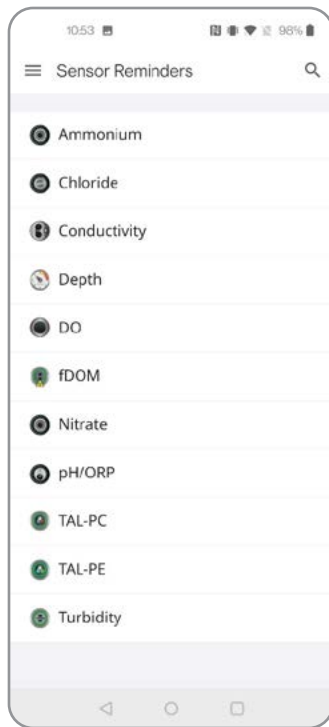 10:53 98%
Sensor Reminders
Ammonium
Chloride
Conductivity
Depth
DO
fDOM
Nitrate
pH/ORP
TAL-PC
TAL-PE
Turbidity